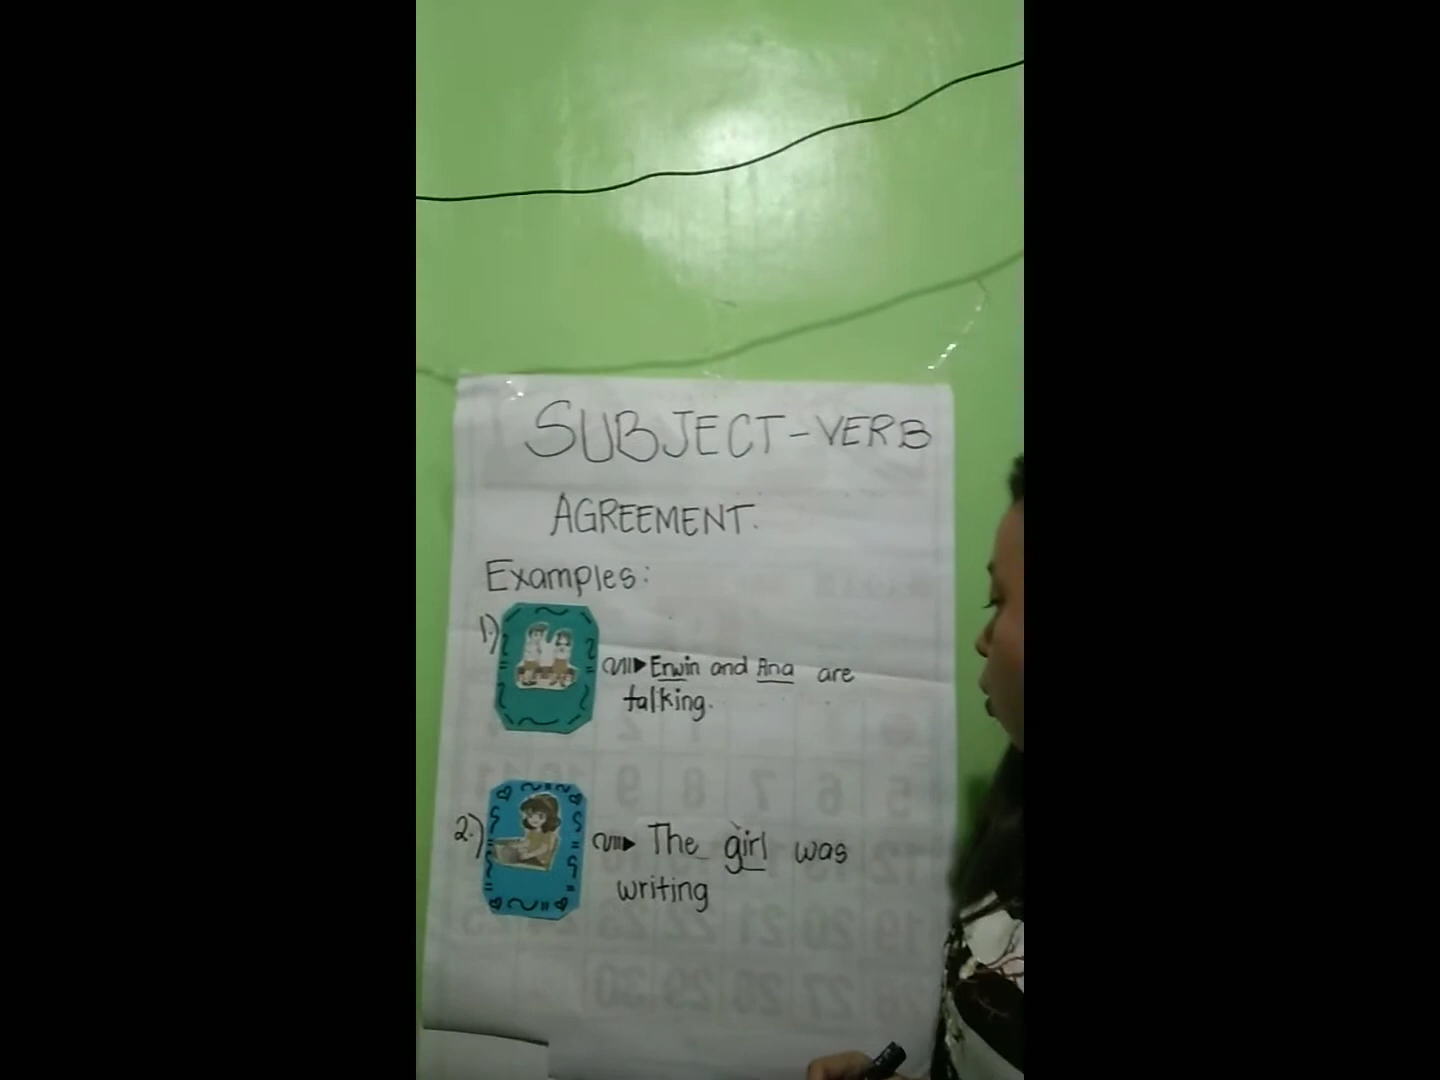 SUBJECT-VERB
AGREEMENT.
Examples:
1.)
Erwin and Ana are
talking.
2.)
The girl was
writing